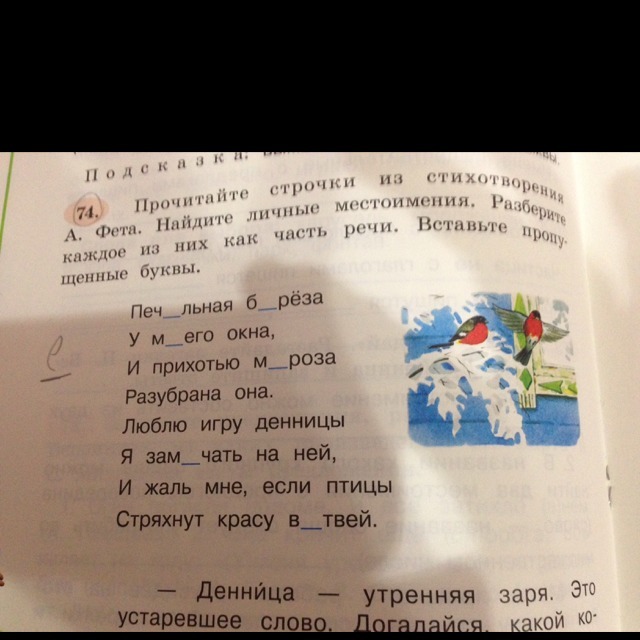 Подсказка.
74. Прочитайте строчки из стихотворения
А. Фета. Найдите личные местоимения. Разберите
каждое из них как часть речи. Вставьте пропу-
щенные буквы.
Печ_льная б_рёза
У м_его окна,
И прихотью м_роза
Разубрана она.
Люблю игру денницы
Я зам_чать на ней,
И жаль мне, если птицы
Стряхнут красу в_твей.
— Денни́ца — утренняя заря. Это
устаревшее слово. Догадайся, какой ко-